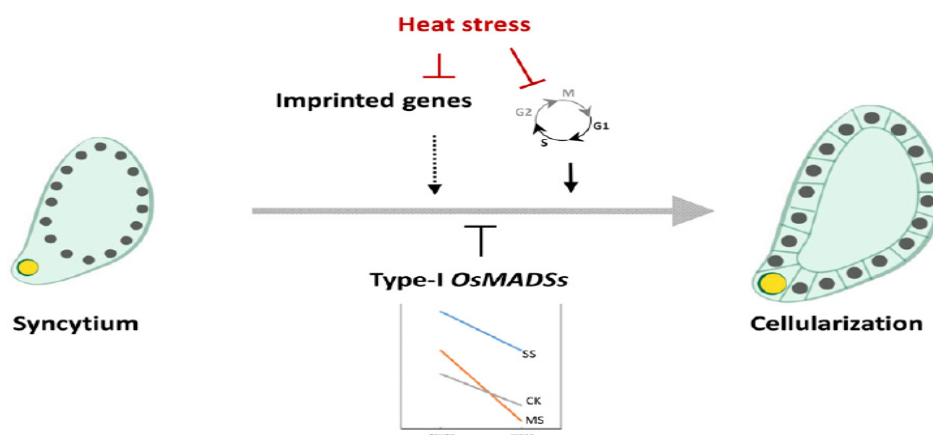 Heat stress
Imprinted genes
M
G2
G1
S
Type-I OsMADSs
Syncytium
Cellularization
SS
CK
MS